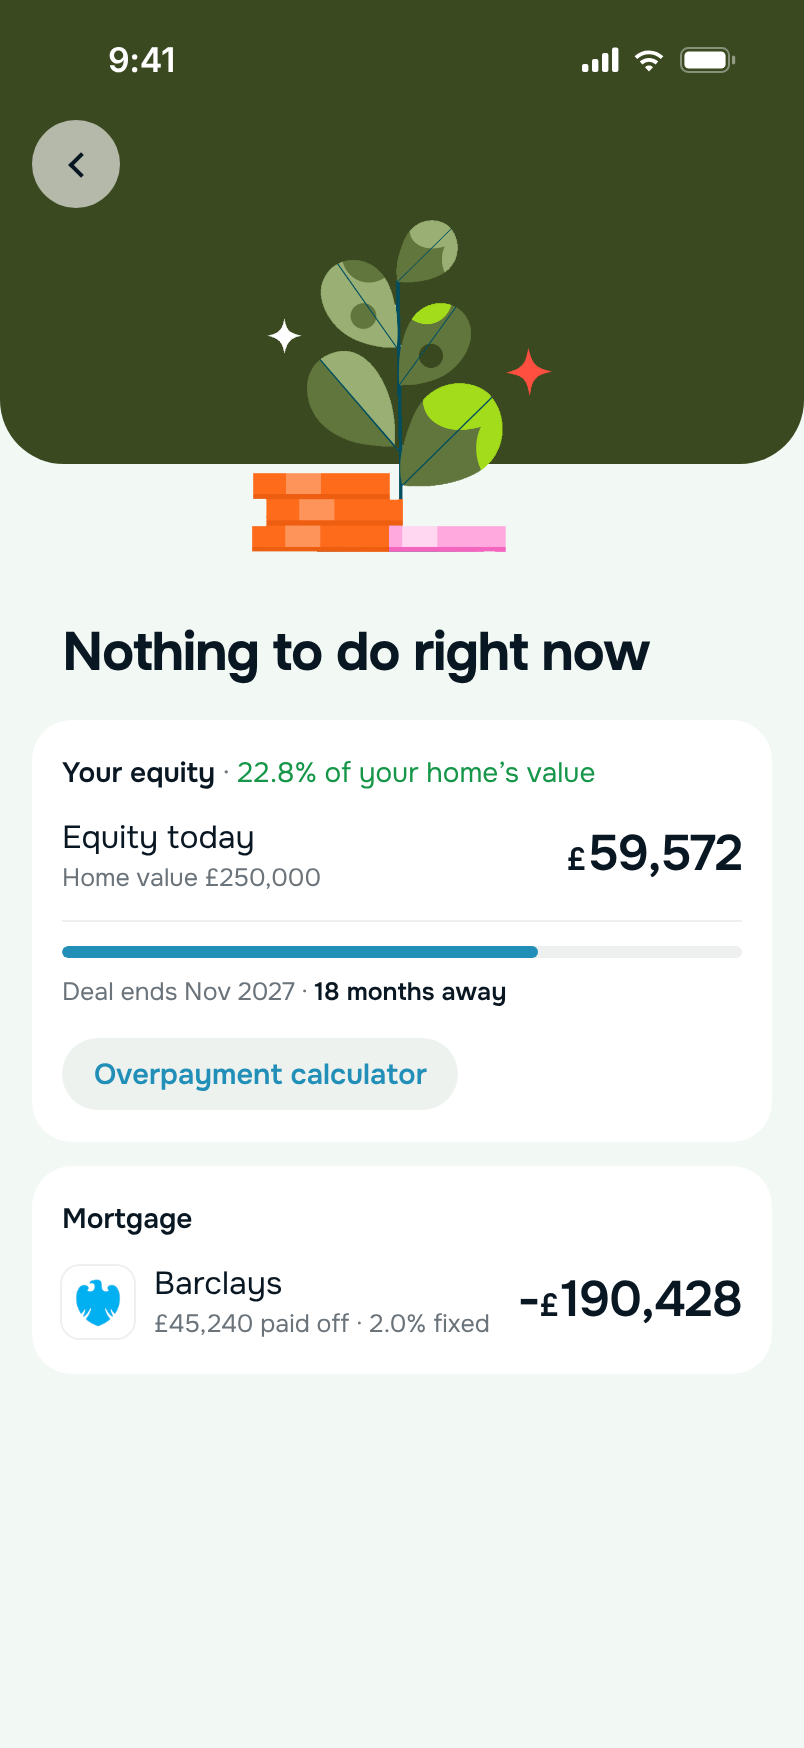 9:41
Nothing to do right now
Your equity · 22.8% of your home’s value
Equity today
£59,572
Home value £250,000
Deal ends Nov 2027 · 18 months away
Overpayment calculator
Mortgage
Barclays
-£190,428
£45,240 paid off · 2.0% fixed